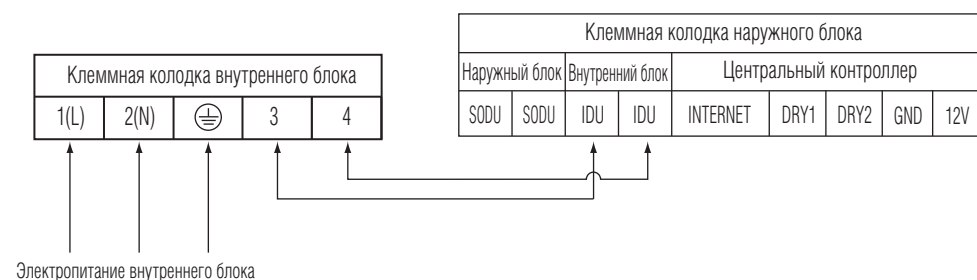 Клеммная колодка наружного блока
Наружный блок Внутренний блок Центральный контроллер
SODU SODU IDU IDU INTERNET DRY1 DRY2 GND 12V
Клеммная колодка внутреннего блока
1(L) 2(N) 3 4
Электропитание внутреннего блока